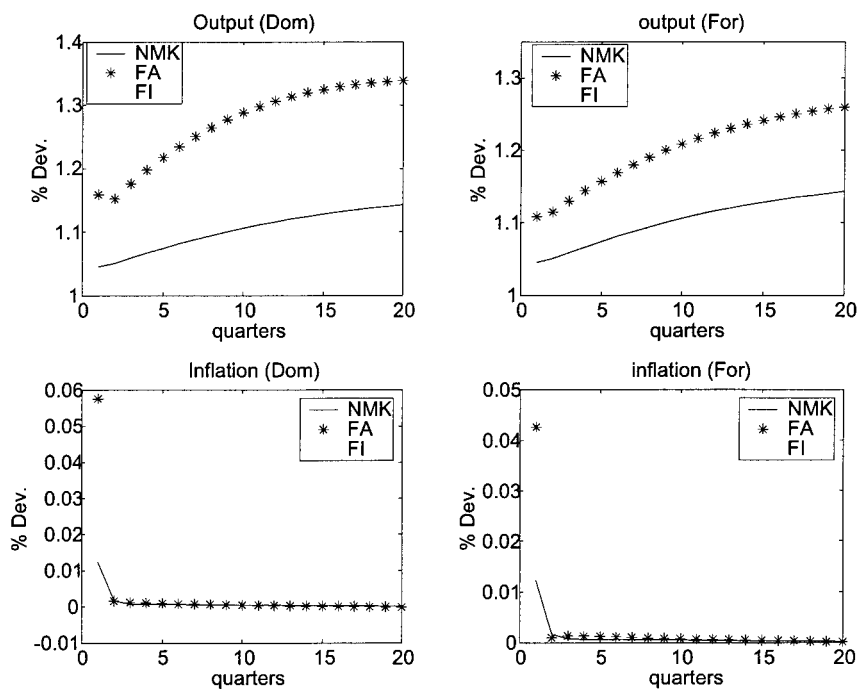 Output (Dom)
1.4
1.3
1.2
1.1
1
% Dev.
NMK
FA
FI
0
5
10
15
20
quarters
output (For)
1.3
1.2
1.1
1
% Dev.
NMK
FA
FI
0
5
10
15
20
quarters
Inflation (Dom)
0.06
0.05
0.04
0.03
0.02
0.01
0
-0.01
% Dev.
NMK
FA
FI
0
5
10
15
20
quarters
inflation (For)
0.05
0.04
0.03
0.02
0.01
0
% Dev.
NMK
FA
FI
0
5
10
15
20
quarters